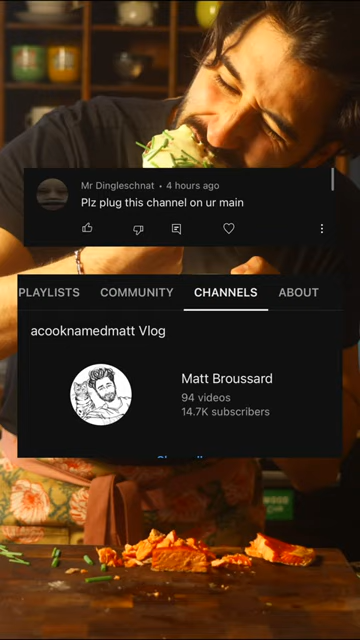 Mr Dingleschnat • 4 hours ago
Plz plug this channel on ur main
PLAYLISTS COMMUNITY CHANNELS ABOUT
acooknamedmatt Vlog
Matt Broussard
94 videos
14.7K subscribers